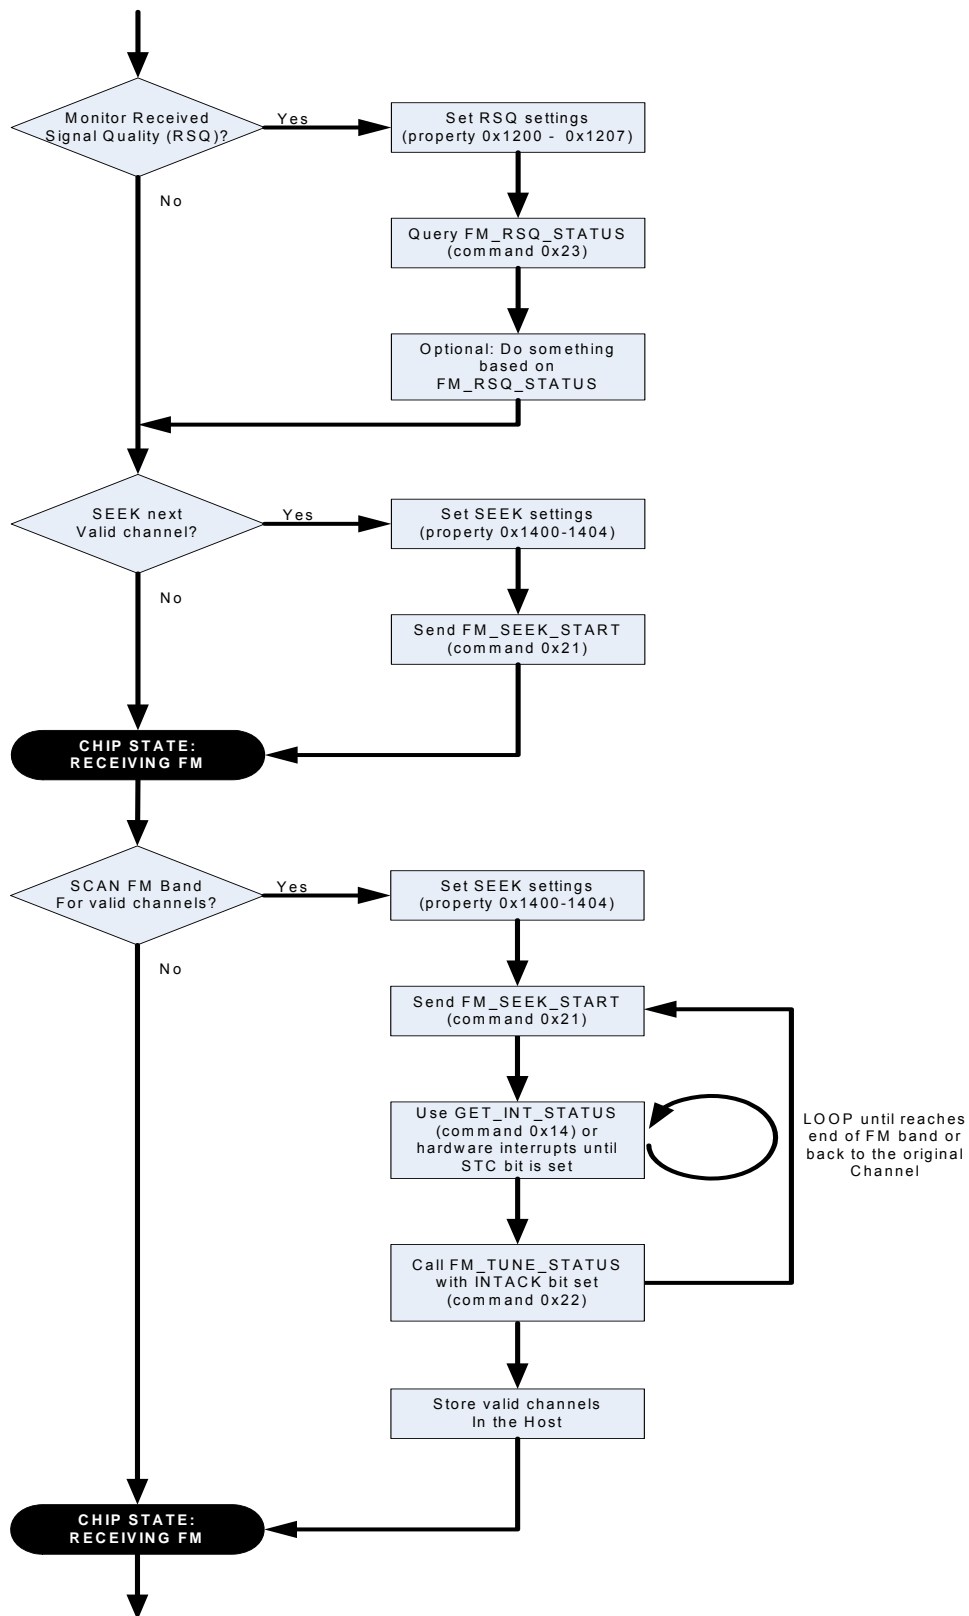 Monitor Received
Signal Quality (RSQ)?
Yes
Set RSQ settings
(property 0x1200 - 0x1207)
No
Query FM_RSQ_STATUS
(command 0x23)
Optional: Do something
based on
FM_RSQ_STATUS
SEEK next
Valid channel?
Yes
Set SEEK settings
(property 0x1400-1404)
No
Send FM_SEEK_START
(command 0x21)
CHIP STATE:
RECEIVING FM
SCAN FM Band
For valid channels?
Yes
Set SEEK settings
(property 0x1400-1404)
No
Send FM_SEEK_START
(command 0x21)
Use GET_INT_STATUS
(command 0x14) or
hardware interrupts until
STC bit is set
LOOP until reaches
end of FM band or
back to the original
Channel
Call FM_TUNE_STATUS
with INTACK bit set
(command 0x22)
Store valid channels
In the Host
CHIP STATE:
RECEIVING FM